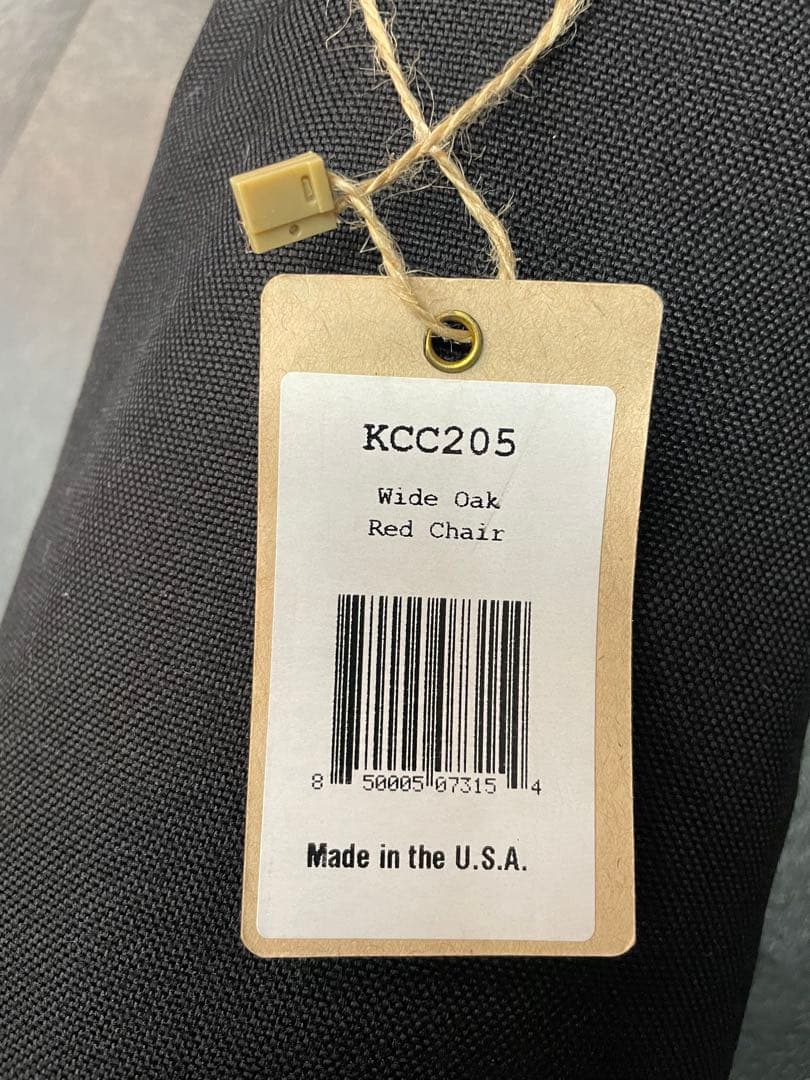 KCC205
Wide Oak
Red Chair
8 50005 07315 4
Made in the U.S.A.